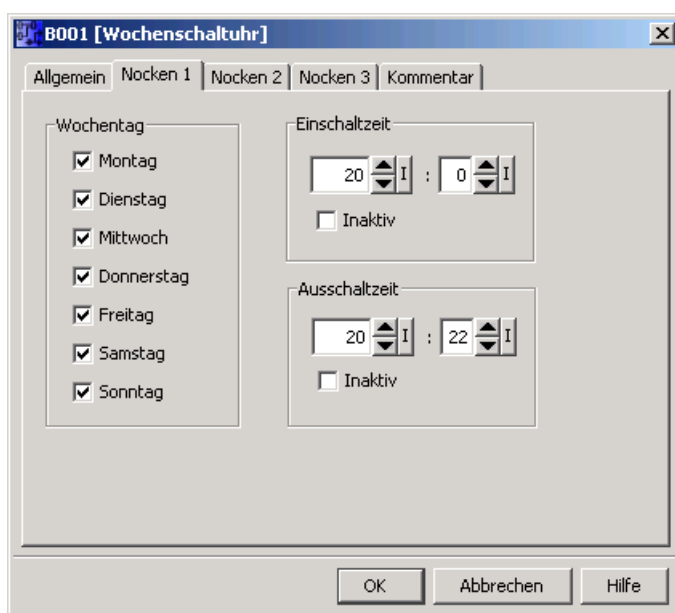 B001 [Wochenschaltuhr]
Allgemein Nocken 1 Nocken 2 Nocken 3 Kommentar
Wochentag
Montag
Dienstag
Mittwoch
Donnerstag
Freitag
Samstag
Sonntag
Einschaltzeit
20 I : 0 I
Inaktiv
Ausschaltzeit
20 I : 22 I
Inaktiv
OK Abbrechen Hilfe